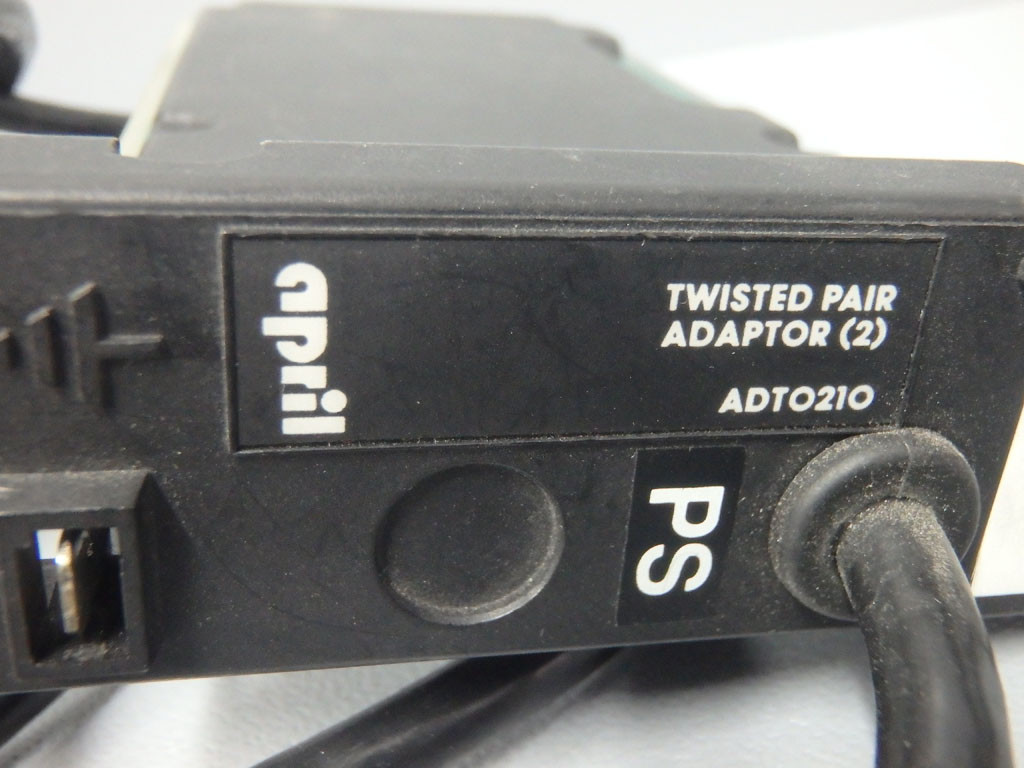 april
TWISTED PAIR
ADAPTOR (2)
ADT0210
PS